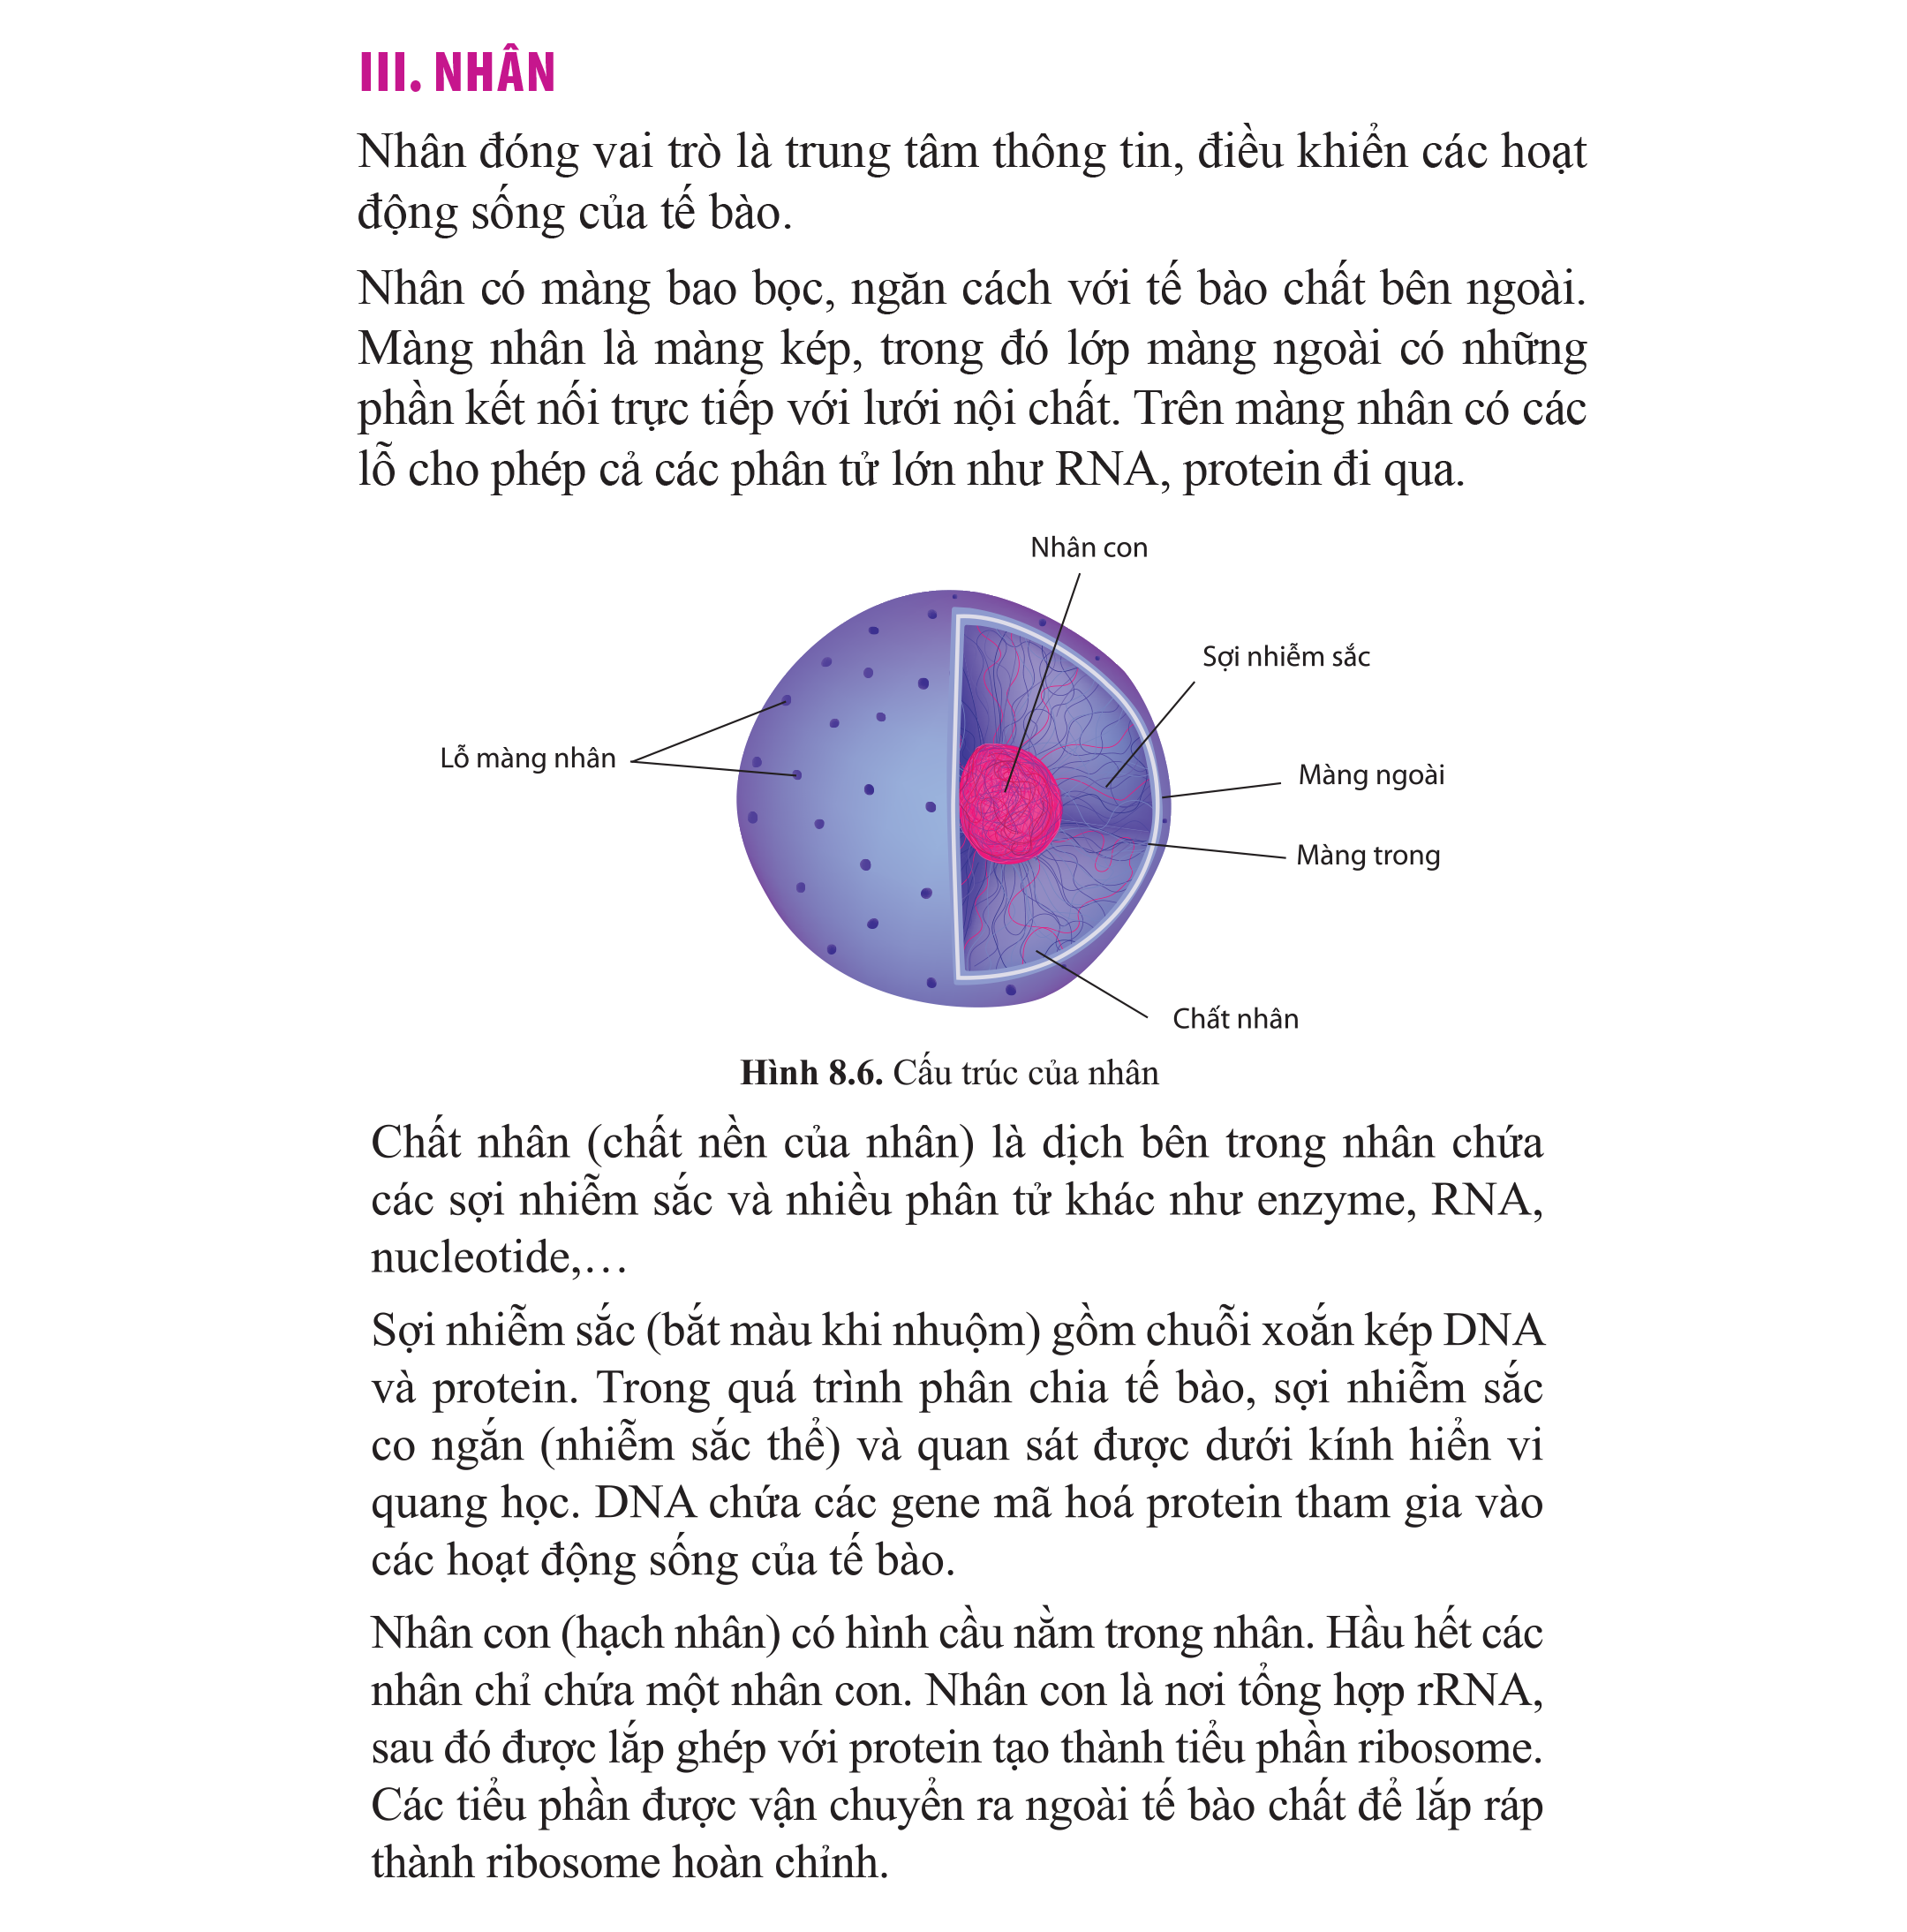 III. NHÂN
Nhân đóng vai trò là trung tâm thông tin, điều khiển các hoạt
động sống của tế bào.
Nhân có màng bao bọc, ngăn cách với tế bào chất bên ngoài.
Màng nhân là màng kép, trong đó lớp màng ngoài có những
phần kết nối trực tiếp với lưới nội chất. Trên màng nhân có các
lỗ cho phép cả các phân tử lớn như RNA, protein đi qua.
Nhân con
Sợi nhiễm sắc
Lỗ màng nhân
Màng ngoài
Màng trong
Chất nhân
Hình 8.6. Cấu trúc của nhân
Chất nhân (chất nền của nhân) là dịch bên trong nhân chứa
các sợi nhiễm sắc và nhiều phân tử khác như enzyme, RNA,
nucleotide,…
Sợi nhiễm sắc (bắt màu khi nhuộm) gồm chuỗi xoắn kép DNA
và protein. Trong quá trình phân chia tế bào, sợi nhiễm sắc
co ngắn (nhiễm sắc thể) và quan sát được dưới kính hiển vi
quang học. DNA chứa các gene mã hoá protein tham gia vào
các hoạt động sống của tế bào.
Nhân con (hạch nhân) có hình cầu nằm trong nhân. Hầu hết các
nhân chỉ chứa một nhân con. Nhân con là nơi tổng hợp rRNA,
sau đó được lắp ghép với protein tạo thành tiểu phần ribosome.
Các tiểu phần được vận chuyển ra ngoài tế bào chất để lắp ráp
thành ribosome hoàn chỉnh.